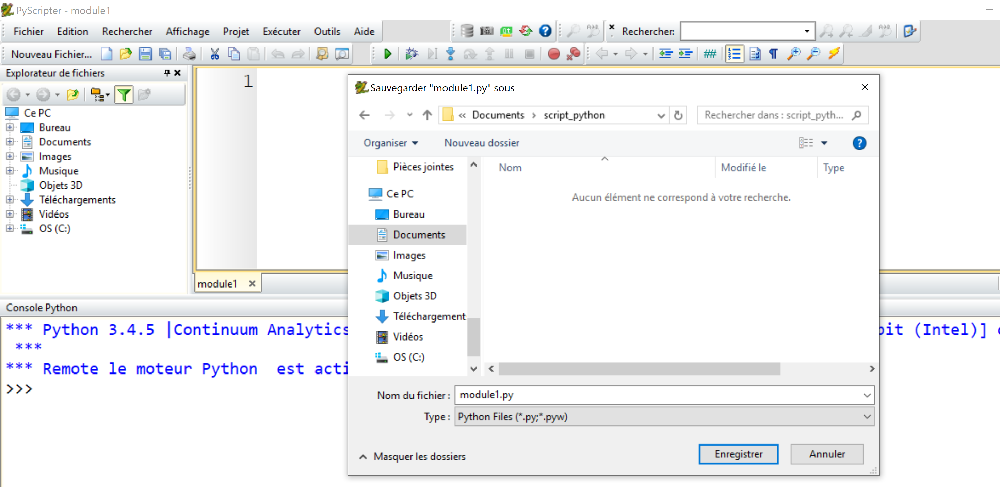 PyScripter - module1
Fichier Edition Rechercher Affichage Projet Exécuter Outils Aide
Rechercher:
Nouveau Fichier...
Explorateur de fichiers
Ce PC
Bureau
Documents
Images
Musique
Objets 3D
Téléchargements
Vidéos
OS (C:)
1
module1
Console Python
*** Python 3.4.5 |Continuum Analytics
bit (Intel)]
***
*** Remote le moteur Python est acti
>>>
Sauvegarder "module1.py" sous
« Documents > script_python
Rechercher dans : script_pyth...
Organiser
Nouveau dossier
Pièces jointes
Ce PC
Bureau
Documents
Images
Musique
Objets 3D
Téléchargement
Vidéos
OS (C:)
Nom Modifié le Type
Aucun élément ne correspond à votre recherche.
Nom du fichier : module1.py
Type : Python Files (*.py;*.pyw)
Masquer les dossiers
Enregistrer Annuler